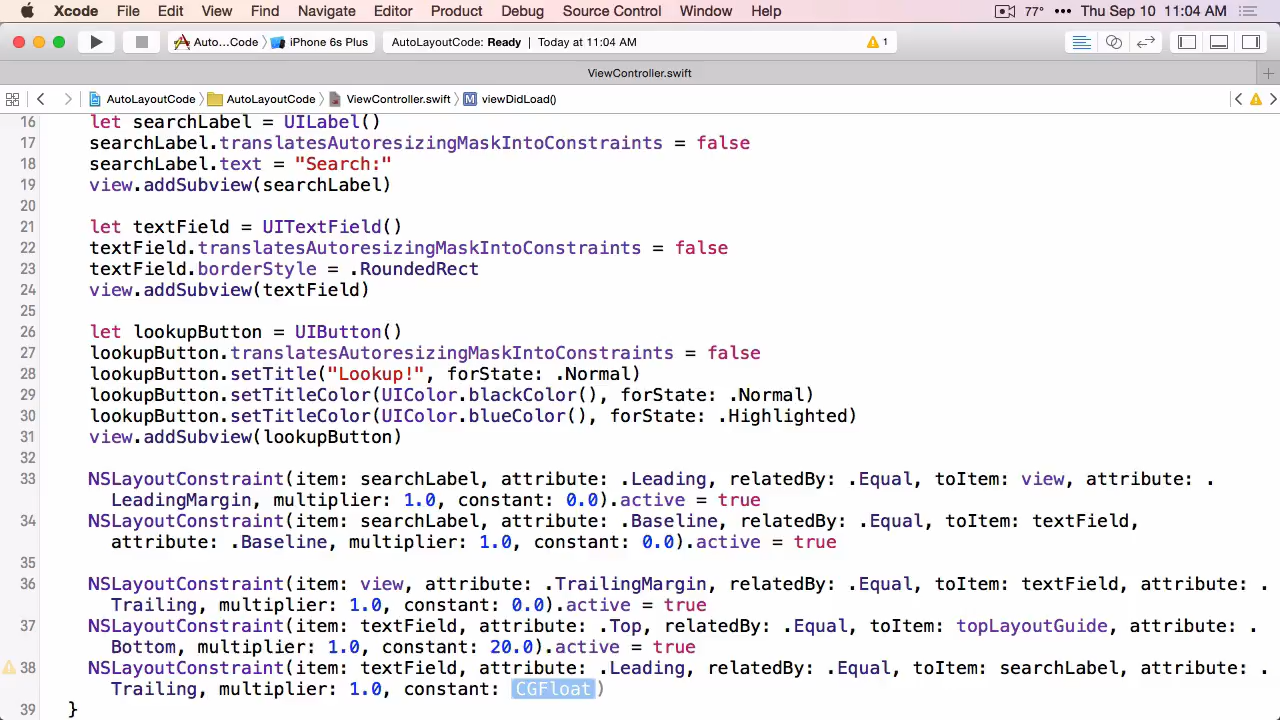 Xcode File Edit View Find Navigate Editor Product Debug Source Control Window Help 77° ••• Thu Sep 10 11:04 AM
Auto...Code iPhone 6s Plus AutoLayoutCode: Ready Today at 11:04 AM 1
ViewController.swift
AutoLayoutCode AutoLayoutCode ViewController.swift M viewDidLoad()
16 let searchLabel = UILabel()
17 searchLabel.translatesAutoresizingMaskIntoConstraints = false
18 searchLabel.text = "Search:"
19 view.addSubview(searchLabel)
20
21 let textField = UITextField()
22 textField.translatesAutoresizingMaskIntoConstraints = false
23 textField.borderStyle = .RoundedRect
24 view.addSubview(textField)
25
26 let lookupButton = UIButton()
27 lookupButton.translatesAutoresizingMaskIntoConstraints = false
28 lookupButton.setTitle("Lookup!", forState: .Normal)
29 lookupButton.setTitleColor(UIColor.blackColor(), forState: .Normal)
30 lookupButton.setTitleColor(UIColor.blueColor(), forState: .Highlighted)
31 view.addSubview(lookupButton)
32
33 NSLayoutConstraint(item: searchLabel, attribute: .Leading, relatedBy: .Equal, toItem: view, attribute: .
LeadingMargin, multiplier: 1.0, constant: 0.0).active = true
34 NSLayoutConstraint(item: searchLabel, attribute: .Baseline, relatedBy: .Equal, toItem: textField,
attribute: .Baseline, multiplier: 1.0, constant: 0.0).active = true
35
36 NSLayoutConstraint(item: view, attribute: .TrailingMargin, relatedBy: .Equal, toItem: textField, attribute: .
Trailing, multiplier: 1.0, constant: 0.0).active = true
37 NSLayoutConstraint(item: textField, attribute: .Top, relatedBy: .Equal, toItem: topLayoutGuide, attribute: .
Bottom, multiplier: 1.0, constant: 20.0).active = true
38 NSLayoutConstraint(item: textField, attribute: .Leading, relatedBy: .Equal, toItem: searchLabel, attribute: .
Trailing, multiplier: 1.0, constant: CGFloat)
39 }